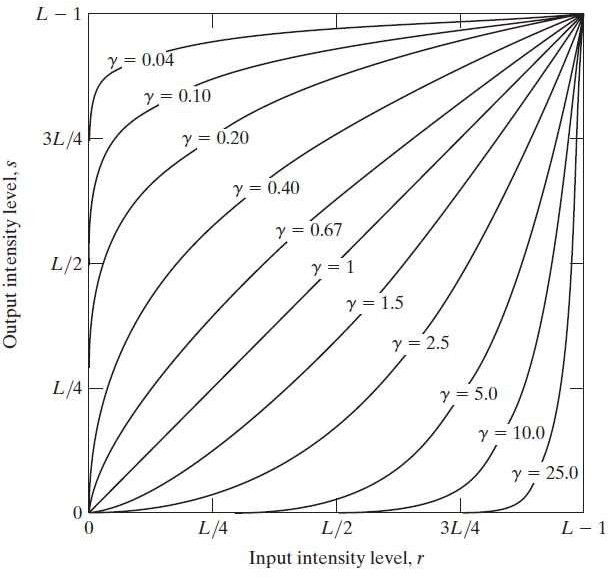 L − 1
γ = 0.04
γ = 0.10
3L/4
γ = 0.20
γ = 0.40
γ = 0.67
L/2
γ = 1
γ = 1.5
γ = 2.5
L/4
γ = 5.0
γ = 10.0
γ = 25.0
0
0
L/4
L/2
3L/4
L − 1
Output intensity level, s
Input intensity level, r